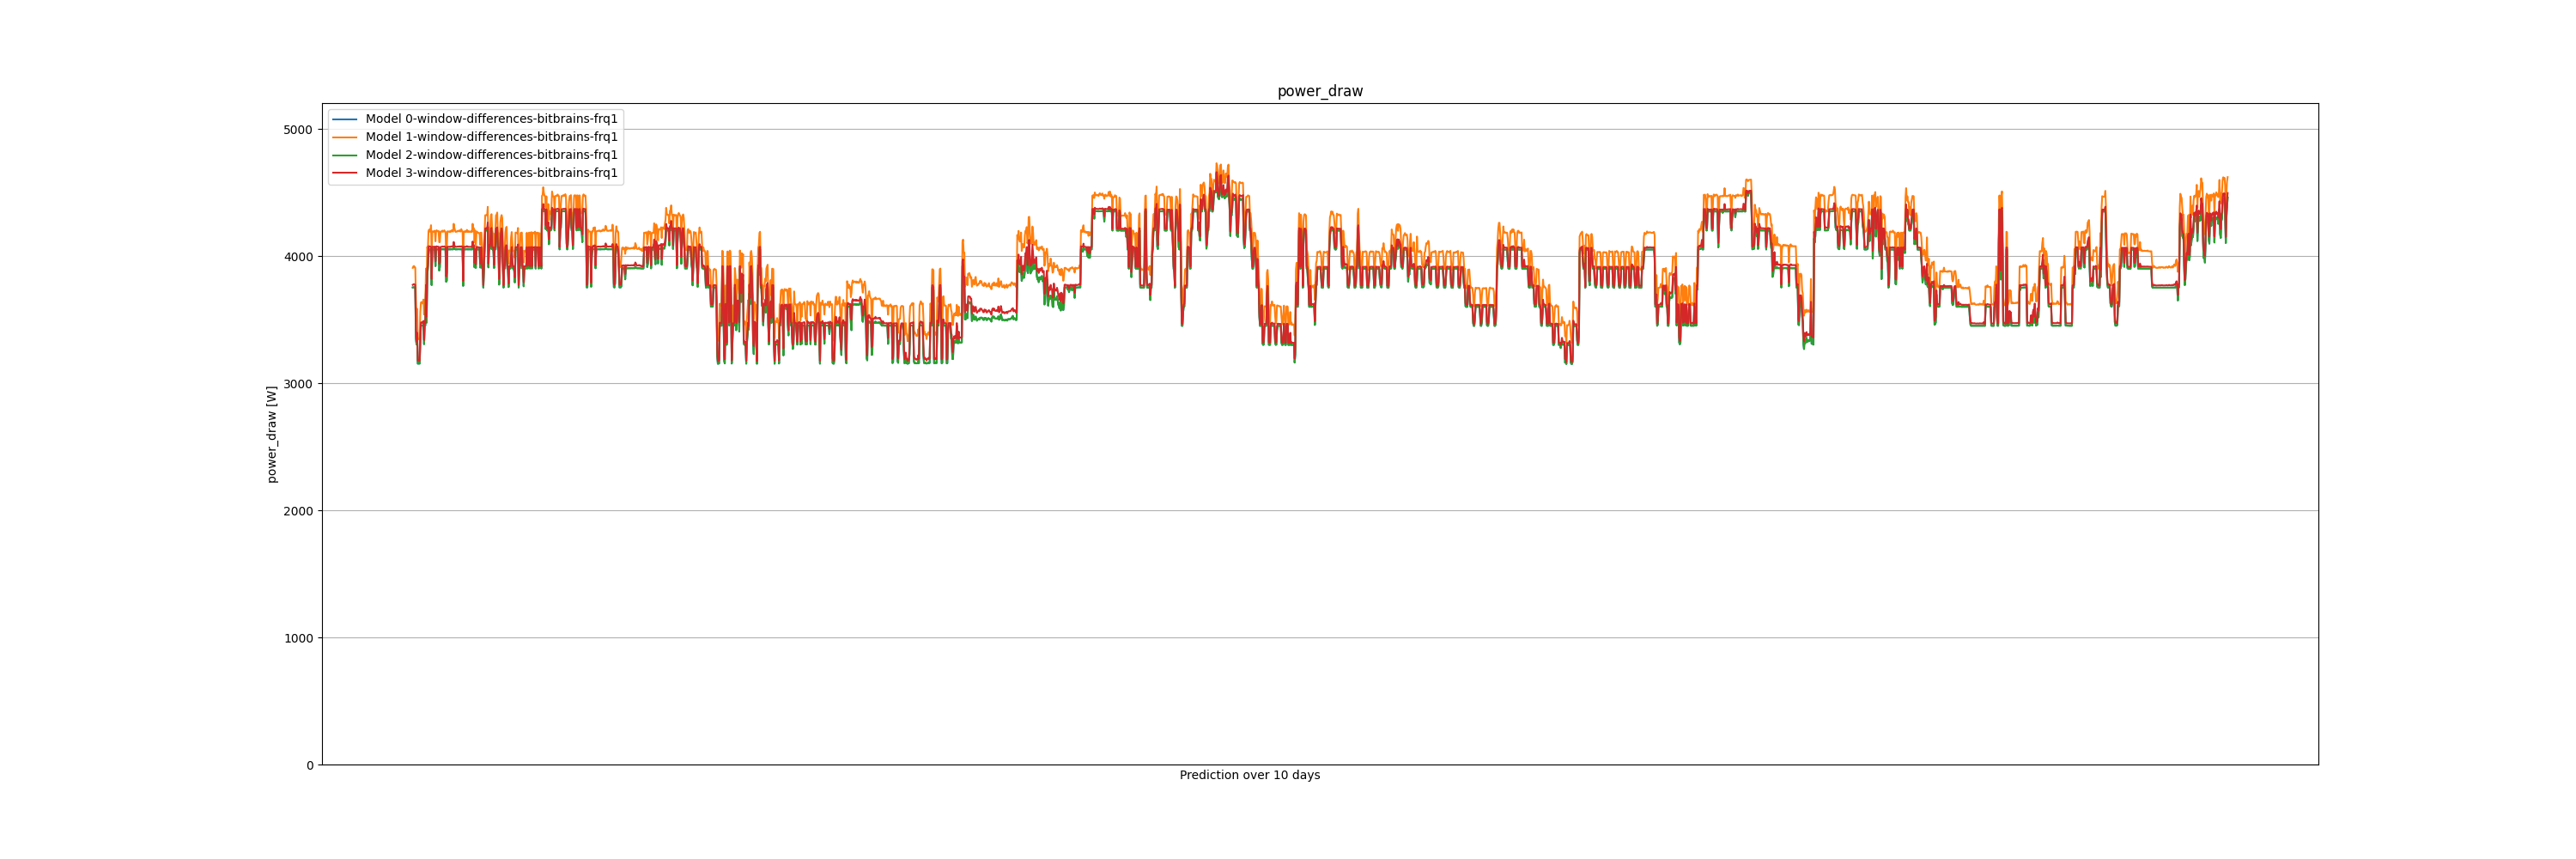 power_draw
Model 0-window-differences-bitbrains-frq1
Model 1-window-differences-bitbrains-frq1
Model 2-window-differences-bitbrains-frq1
Model 3-window-differences-bitbrains-frq1
5000
4000
3000
2000
1000
0
power_draw [W]
Prediction over 10 days